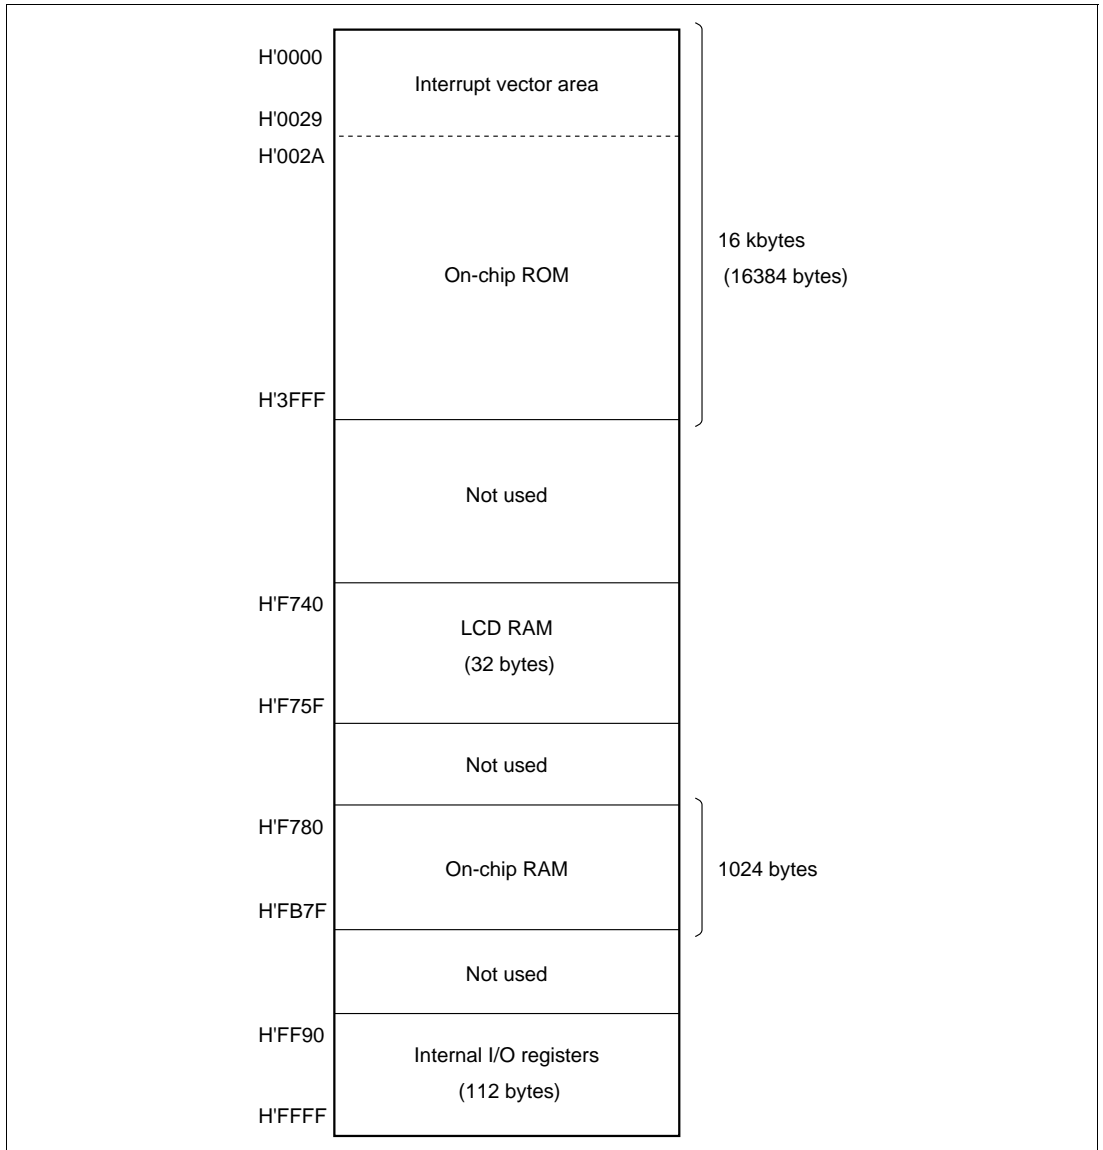 H'0000
Interrupt vector area
H'0029
H'002A
16 kbytes
(16384 bytes)
On-chip ROM
H'3FFF
Not used
H'F740
LCD RAM
(32 bytes)
H'F75F
Not used
H'F780
On-chip RAM
1024 bytes
H'FB7F
Not used
H'FF90
Internal I/O registers
(112 bytes)
H'FFFF